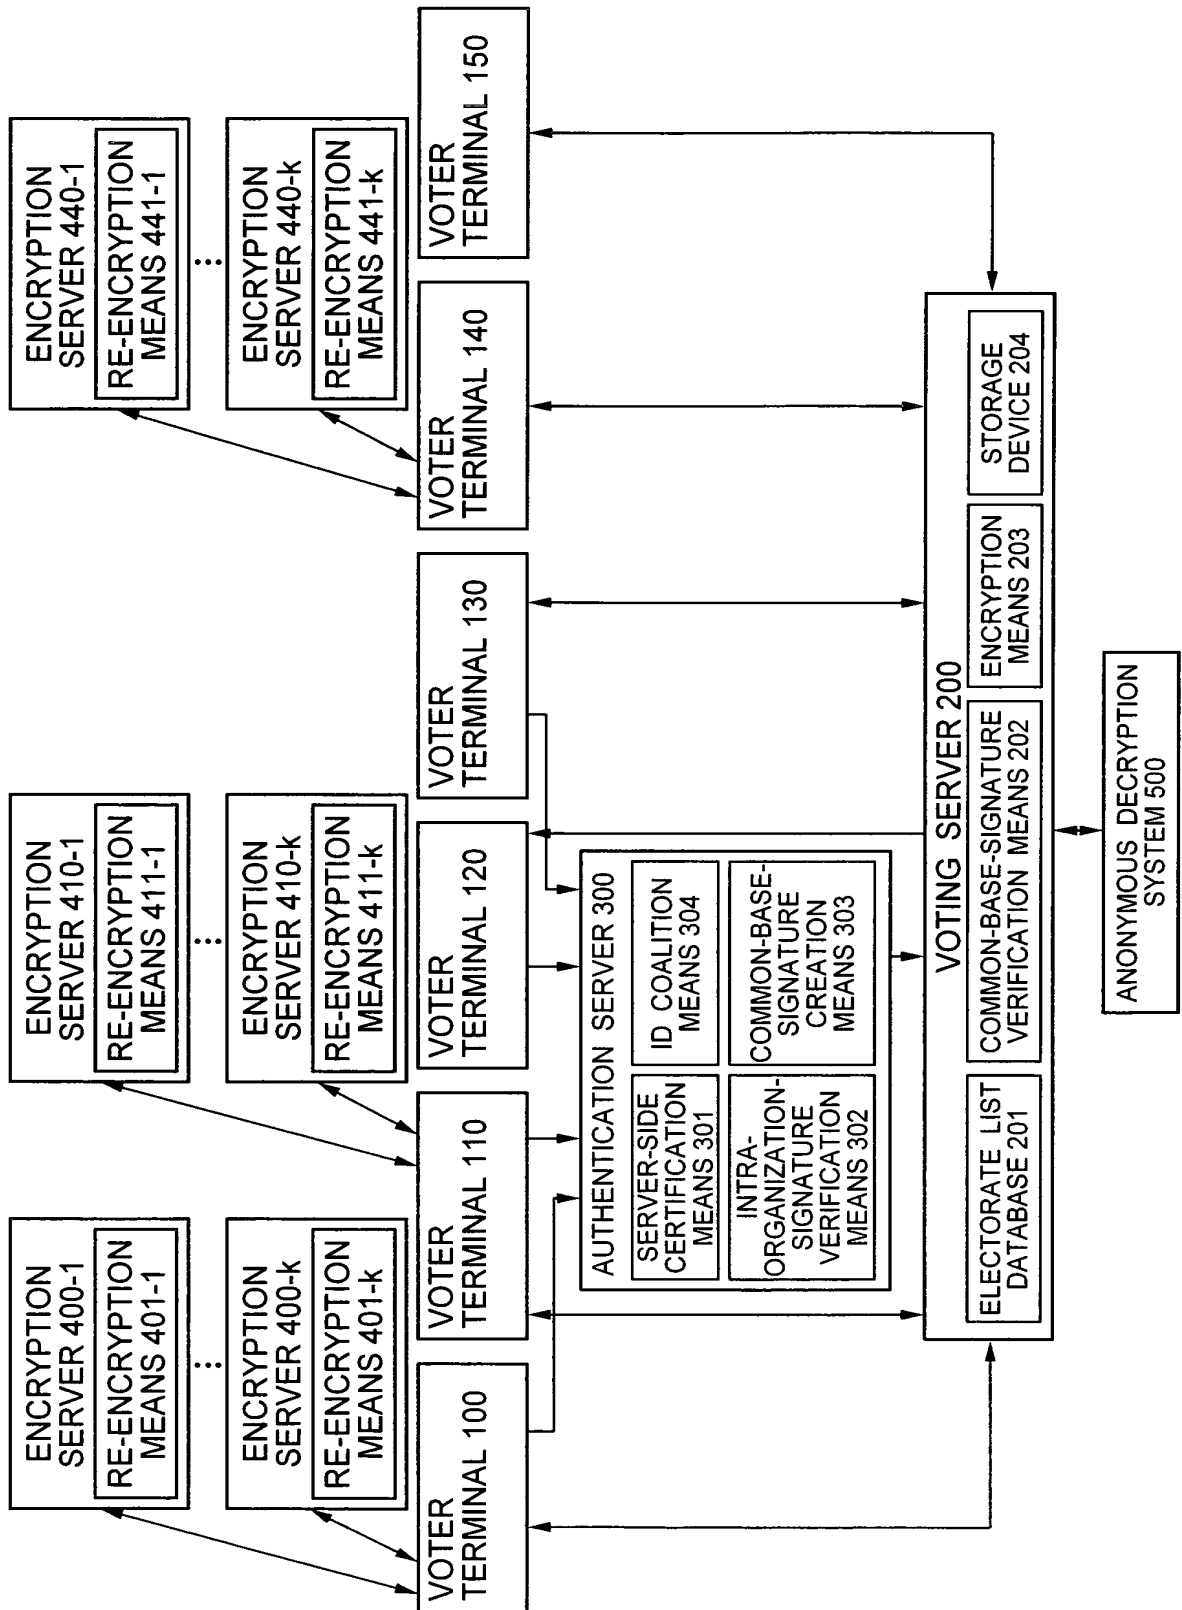 ENCRYPTION
SERVER 400-1
RE-ENCRYPTION
MEANS 401-1
...
ENCRYPTION
SERVER 400-k
RE-ENCRYPTION
MEANS 401-k
ENCRYPTION
SERVER 410-1
RE-ENCRYPTION
MEANS 411-1
...
ENCRYPTION
SERVER 410-k
RE-ENCRYPTION
MEANS 411-k
ENCRYPTION
SERVER 440-1
RE-ENCRYPTION
MEANS 441-1
...
ENCRYPTION
SERVER 440-k
RE-ENCRYPTION
MEANS 441-k
VOTER
TERMINAL 100
VOTER
TERMINAL 110
VOTER
TERMINAL 120
VOTER
TERMINAL 130
VOTER
TERMINAL 140
VOTER
TERMINAL 150
AUTHENTICATION SERVER 300
SERVER-SIDE
CERTIFICATION
MEANS 301
ID COALITION
MEANS 304
INTRA-
ORGANIZATION-
SIGNATURE
VERIFICATION
MEANS 302
COMMON-BASE-
SIGNATURE
CREATION
MEANS 303
VOTING SERVER 200
ELECTORATE LIST
DATABASE 201
COMMON-BASE-SIGNATURE
VERIFICATION MEANS 202
ENCRYPTION
MEANS 203
STORAGE
DEVICE 204
ANONYMOUS DECRYPTION
SYSTEM 500